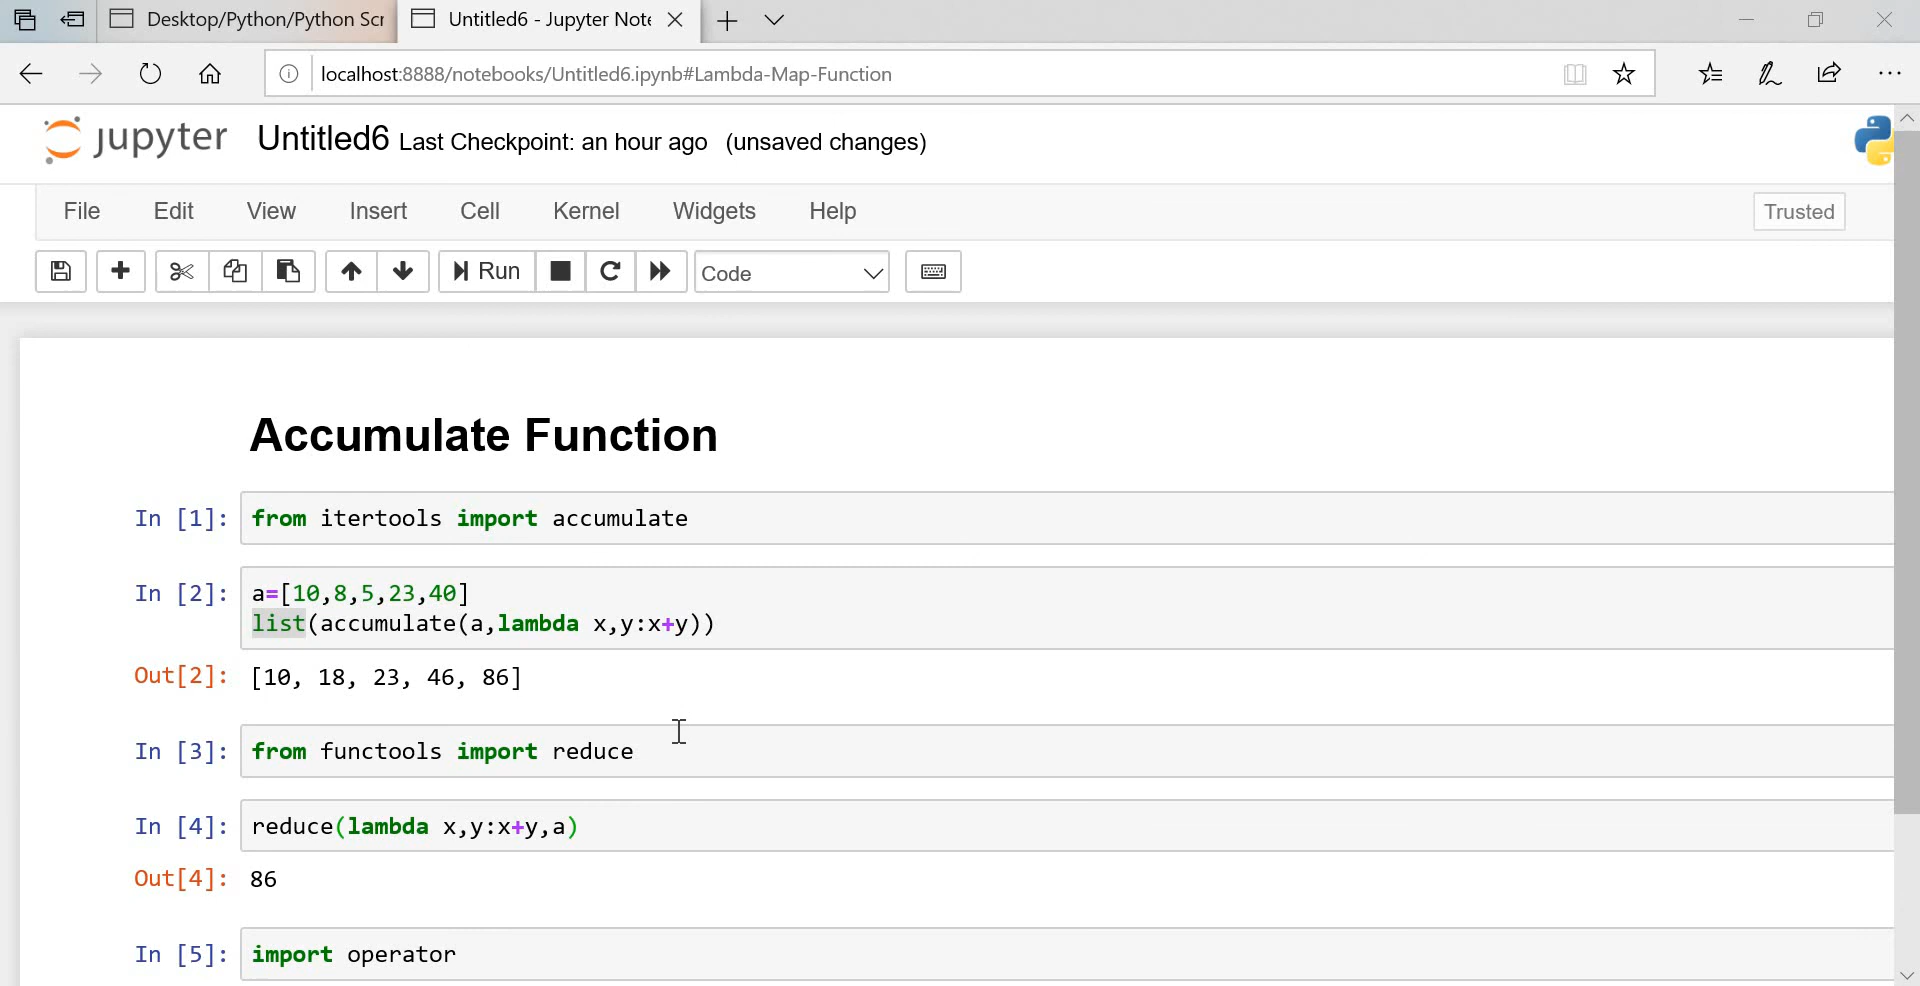 Desktop/Python/Python Scr
Untitled6 - Jupyter Note
localhost:8888/notebooks/Untitled6.ipynb#Lambda-Map-Function
jupyter Untitled6 Last Checkpoint: an hour ago (unsaved changes)
File Edit View Insert Cell Kernel Widgets Help Trusted
Run Code
Accumulate Function
In [1]: from itertools import accumulate
In [2]: a=[10,8,5,23,40]
list(accumulate(a,lambda x,y:x+y))
Out[2]: [10, 18, 23, 46, 86]
In [3]: from functools import reduce
In [4]: reduce(lambda x,y:x+y,a)
Out[4]: 86
In [5]: import operator